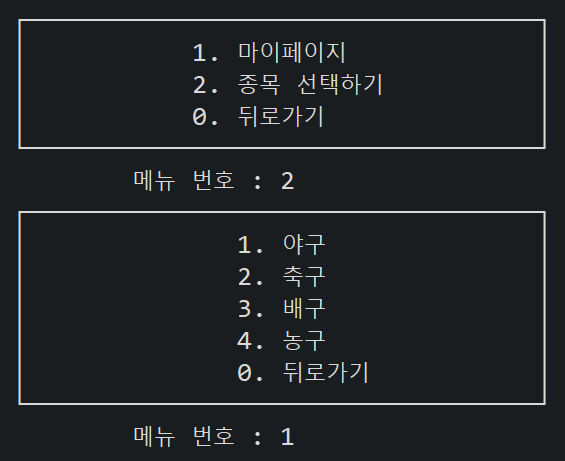 1. 마이페이지
2. 종목 선택하기
0. 뒤로가기
메뉴 번호 : 2
1. 야구
2. 축구
3. 배구
4. 농구
0. 뒤로가기
메뉴 번호 : 1